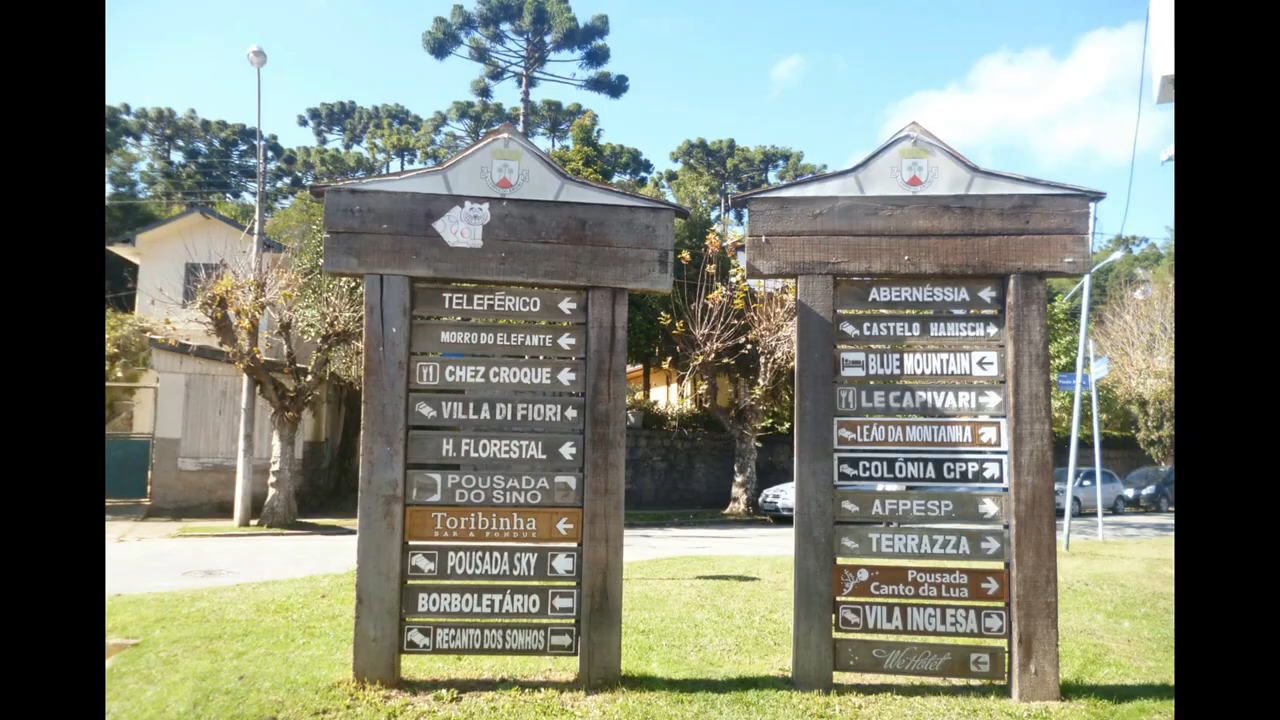 TELEFÉRICO
MORRO DO ELEFANTE
CHEZ CROQUE
VILLA DI FIORI
H. FLORESTAL
POUSADA
DO SINO
Toribinha
BAR & FONDUE
POUSADA SKY
BORBOLETÁRIO
RECANTO DOS SONHOS
ABERNÉSSIA
CASTELO HANISCH
BLUE MOUNTAIN
LE CAPIVARI
LEÃO DA MONTANHA
COLÔNIA CPP
AFPESP.
TERRAZZA
Pousada
Canto da Lua
VILA INGLESA
We Hotel